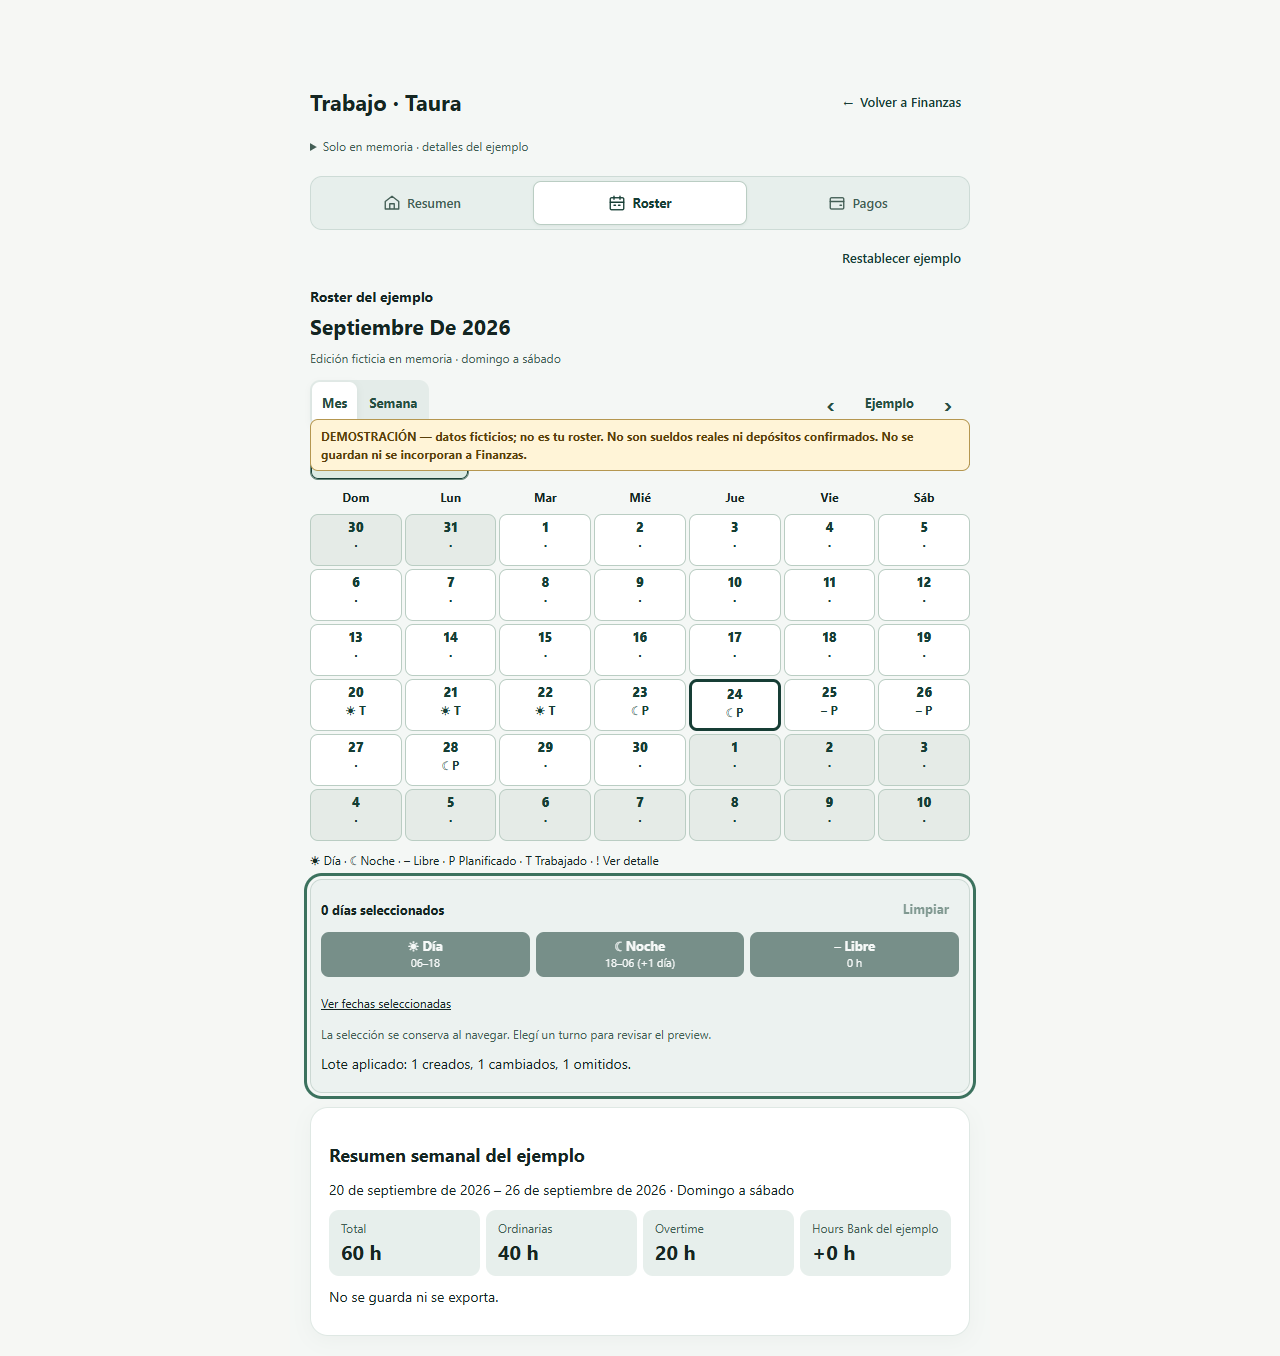 Trabajo · Taura
← Volver a Finanzas
▶ Solo en memoria · detalles del ejemplo
Resumen
Roster
Pagos
Restablecer ejemplo
Roster del ejemplo
Septiembre De 2026
Edición ficticia en memoria · domingo a sábado
Mes Semana
‹ Ejemplo ›
DEMOSTRACIÓN — datos ficticios; no es tu roster. No son sueldos reales ni depósitos confirmados. No se
guardan ni se incorporan a Finanzas.
Dom Lun Mar Mié Jue Vie Sáb
30 31 1 2 3 4 5
· · · · · · ·
6 7 8 9 10 11 12
· · · · · · ·
13 14 15 16 17 18 19
· · · · · · ·
20 21 22 23 24 25 26
☀ T ☀ T ☀ T ☾ P ☾ P – P – P
27 28 29 30 1 2 3
· ☾ P · · · · ·
4 5 6 7 8 9 10
· · · · · · ·
☀ Día · ☾ Noche · – Libre · P Planificado · T Trabajado · ! Ver detalle
0 días seleccionados
Limpiar
☀ Día ☾ Noche – Libre
06–18 18–06 (+1 día) 0 h
Ver fechas seleccionadas
La selección se conserva al navegar. Elegí un turno para revisar el preview.
Lote aplicado: 1 creados, 1 cambiados, 1 omitidos.
Resumen semanal del ejemplo
20 de septiembre de 2026 – 26 de septiembre de 2026 · Domingo a sábado
Total Ordinarias Overtime Hours Bank del ejemplo
60 h 40 h 20 h +0 h
No se guarda ni se exporta.